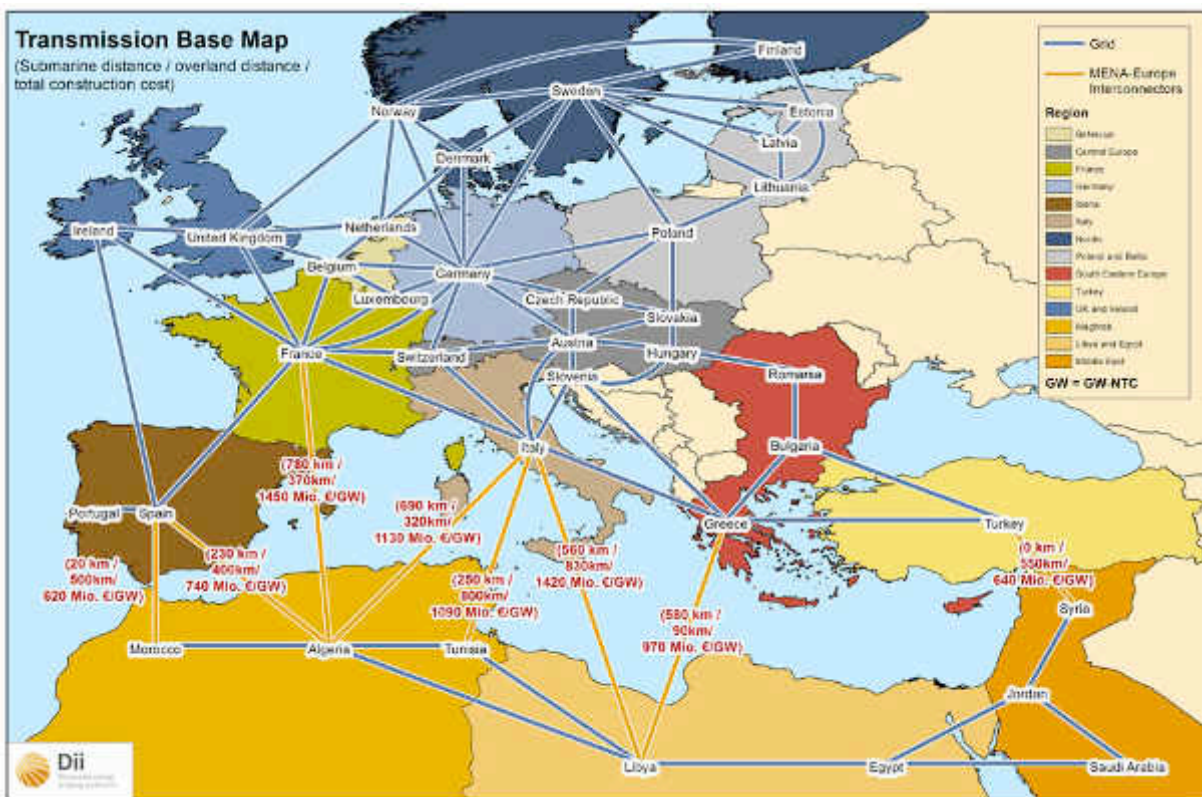 Transmission Base Map
(Submarine distance / overland distance /
total construction cost)
Grid
MENA-Europe
Interconnectors
Region
Benelux
Central Europe
France
Germany
Iberia
Italy
Nordic
Poland and Baltic
South Eastern Europe
Turkey
UK and Ireland
Maghreb
Libya and Egypt
Middle East
GW = GW-NTC
Finland
Sweden
Norway
Estonia
Latvia
Denmark
Lithuania
Ireland
United Kingdom
Netherlands
Poland
Belgium
Germany
Luxembourg
Czech Republic
Slovakia
France
Switzerland
Austria
Hungary
Slovenia
Romania
Italy
Bulgaria
(780 km /
370km/
1450 Mio. €/GW)
(690 km /
320km/
1130 Mio. €/GW)
Portugal
Spain
Greece
Turkey
(20 km /
500km/
620 Mio. €/GW)
(230 km /
400km/
740 Mio. €/GW)
(250 km /
800km/
1090 Mio. €/GW)
(560 km /
830km/
1420 Mio. €/GW)
(580 km /
90km/
970 Mio. €/GW)
(0 km /
550km/
640 Mio. €/GW)
Syria
Morocco
Algeria
Tunisia
Jordan
Libya
Egypt
Saudi Arabia
Dii